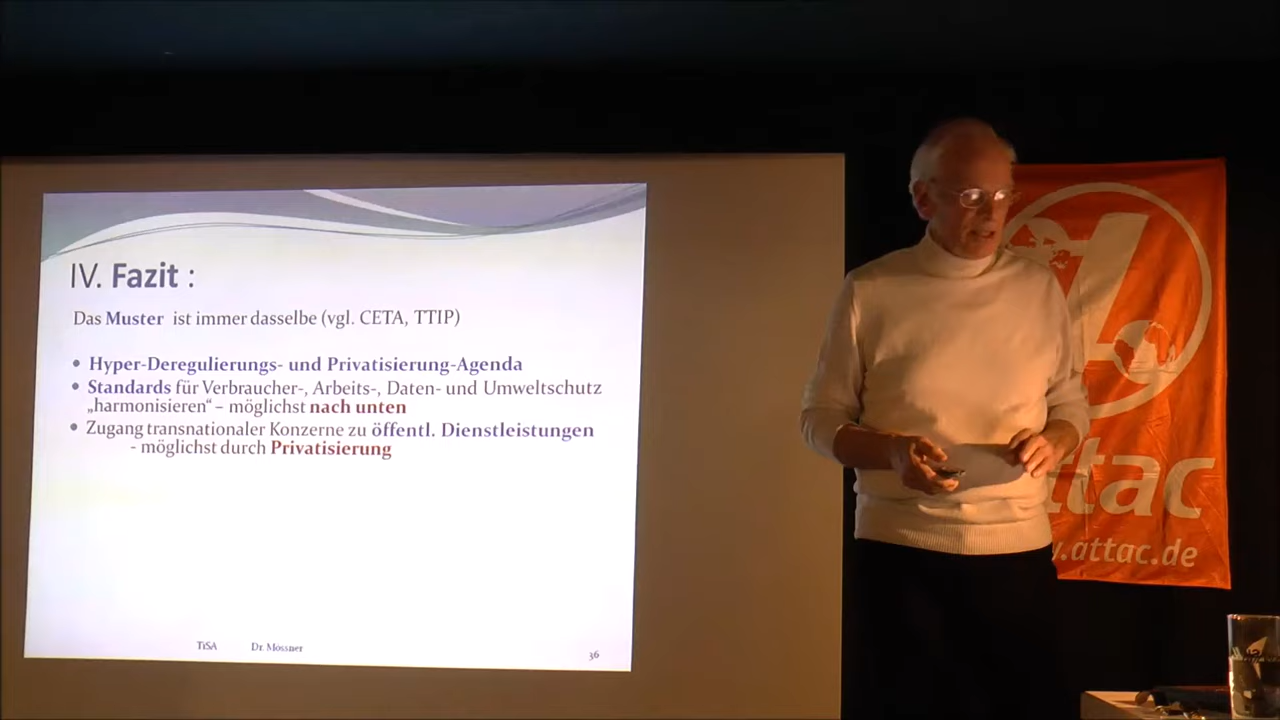 IV. Fazit :
Das Muster ist immer dasselbe (vgl. CETA, TTIP)
• Hyper-Deregulierungs- und Privatisierung-Agenda
• Standards für Verbraucher-, Arbeits-, Daten- und Umweltschutz
„harmonisieren“ – möglichst nach unten
• Zugang transnationaler Konzerne zu öffentl. Dienstleistungen
- möglichst durch Privatisierung
TiSA Dr. Mössner
36
attac
.attac.de